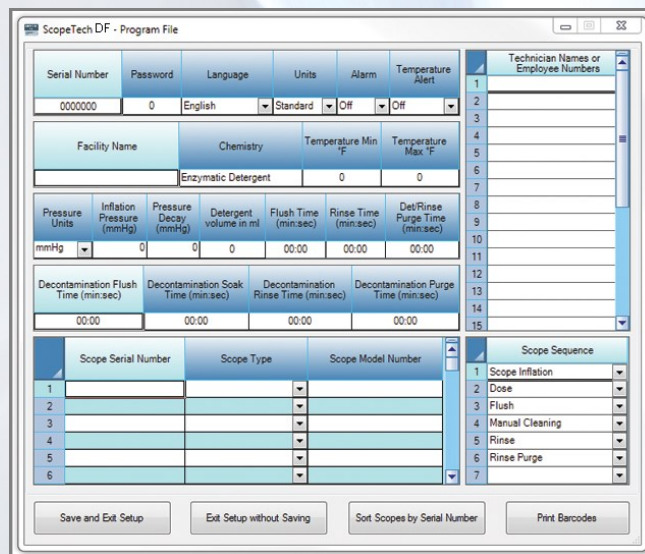 ScopeTech DF - Program File
Serial Number Password Language Units Alarm Temperature Alert
0000000 0 English Standard Off Off
Facility Name Chemistry Temperature Min °F Temperature Max °F
Enzymatic Detergent 0 0
Pressure Units Inflation Pressure (mmHg) Pressure Decay (mmHg) Detergent volume in ml Flush Time (min:sec) Rinse Time (min:sec) Det/Rinse Purge Time (min:sec)
mmHg 0 0 0 00:00 00:00 00:00
Decontamination Flush Time (min:sec) Decontamination Soak Time (min:sec) Decontamination Rinse Time (min:sec) Decontamination Purge Time (min:sec)
00:00 00:00 00:00 00:00
Technician Names or Employee Numbers
1
2
3
4
5
6
7
8
9
10
11
12
13
14
15
Scope Serial Number Scope Type Scope Model Number
1
2
3
4
5
6
Scope Sequence
1 Scope Inflation
2 Dose
3 Flush
4 Manual Cleaning
5 Rinse
6 Rinse Purge
7
Save and Exit Setup Exit Setup without Saving Sort Scopes by Serial Number Print Barcodes